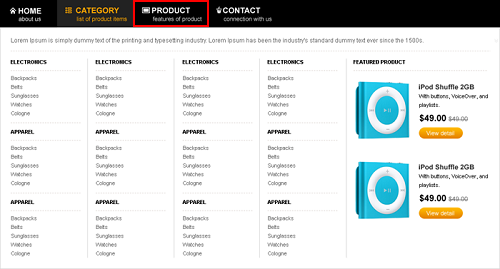 HOME
about us
CATEGORY
list of product items
PRODUCT
features of product
CONTACT
connection with us
Lorem Ipsum is simply dummy text of the printing and typesetting industry. Lorem Ipsum has been the industry's standard dummy text ever since the 1500s.
ELECTRONICS
Backpacks
Belts
Sunglasses
Watches
Cologne
APPAREL
Backpacks
Belts
Sunglasses
Watches
Cologne
APPAREL
Backpacks
Belts
Sunglasses
Watches
Cologne
ELECTRONICS
Backpacks
Belts
Sunglasses
Watches
Cologne
APPAREL
Backpacks
Belts
Sunglasses
Watches
Cologne
APPAREL
Backpacks
Belts
Sunglasses
Watches
Cologne
ELECTRONICS
Backpacks
Belts
Sunglasses
Watches
Cologne
APPAREL
Backpacks
Belts
Sunglasses
Watches
Cologne
APPAREL
Backpacks
Belts
Sunglasses
Watches
Cologne
ELECTRONICS
Backpacks
Belts
Sunglasses
Watches
Cologne
APPAREL
Backpacks
Belts
Sunglasses
Watches
Cologne
APPAREL
Backpacks
Belts
Sunglasses
Watches
Cologne
FEATURED PRODUCT
iPod Shuffle 2GB
With buttons, VoiceOver, and
playlists.
$49.00 $49.00
View detail
iPod Shuffle 2GB
With buttons, VoiceOver, and
playlists.
$49.00 $49.00
View detail